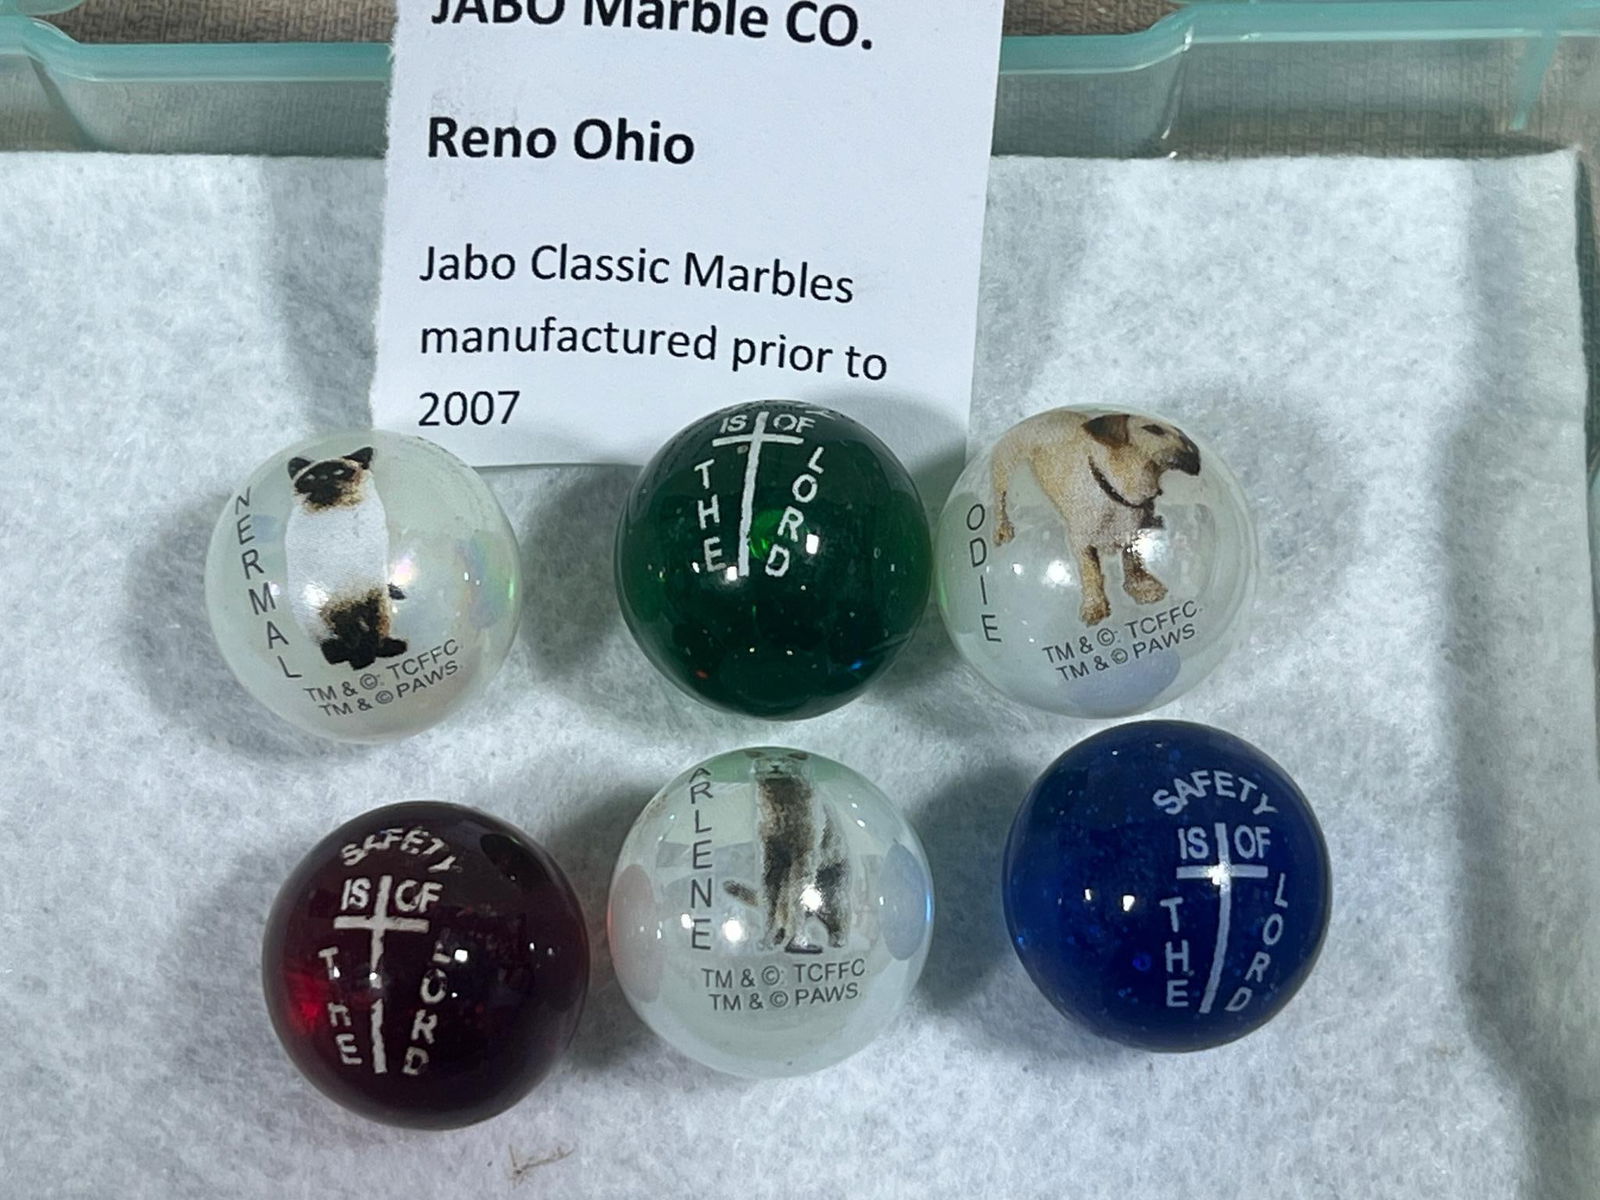 JABO Marble CO.
Reno Ohio
Jabo Classic Marbles
manufactured prior to
2007
NERMAL
TM & ©: TCFFC.
TM & © PAWS.
IS OF
THE LORD
ODIE
TM & ©: TCFFC.
TM & © PAWS
SAFETY
IS OF
THE LORD
ARLENE
TM & ©: TCFFC
TM & © PAWS.
SAFETY
IS OF
THE LORD